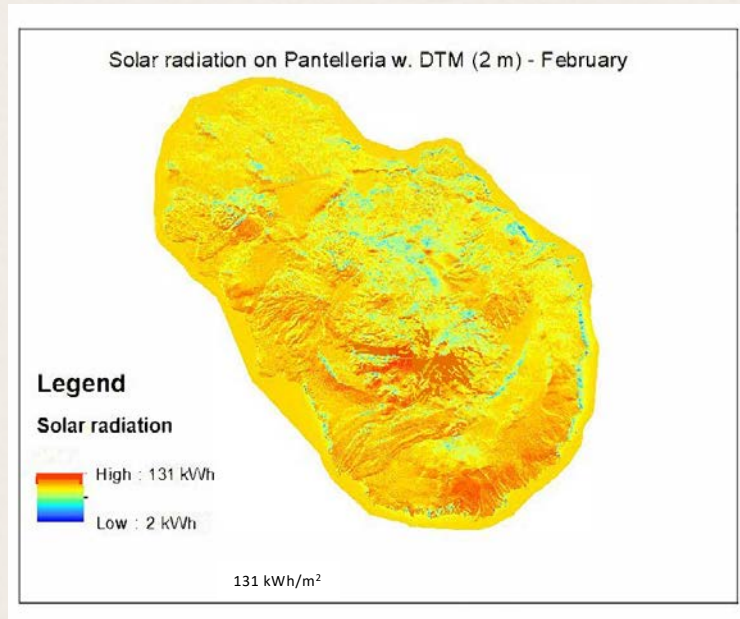 Solar radiation on Pantelleria w. DTM (2 m) - February
Legend
Solar radiation
High : 131 kWh
Low : 2 kWh
131 kWh/m²